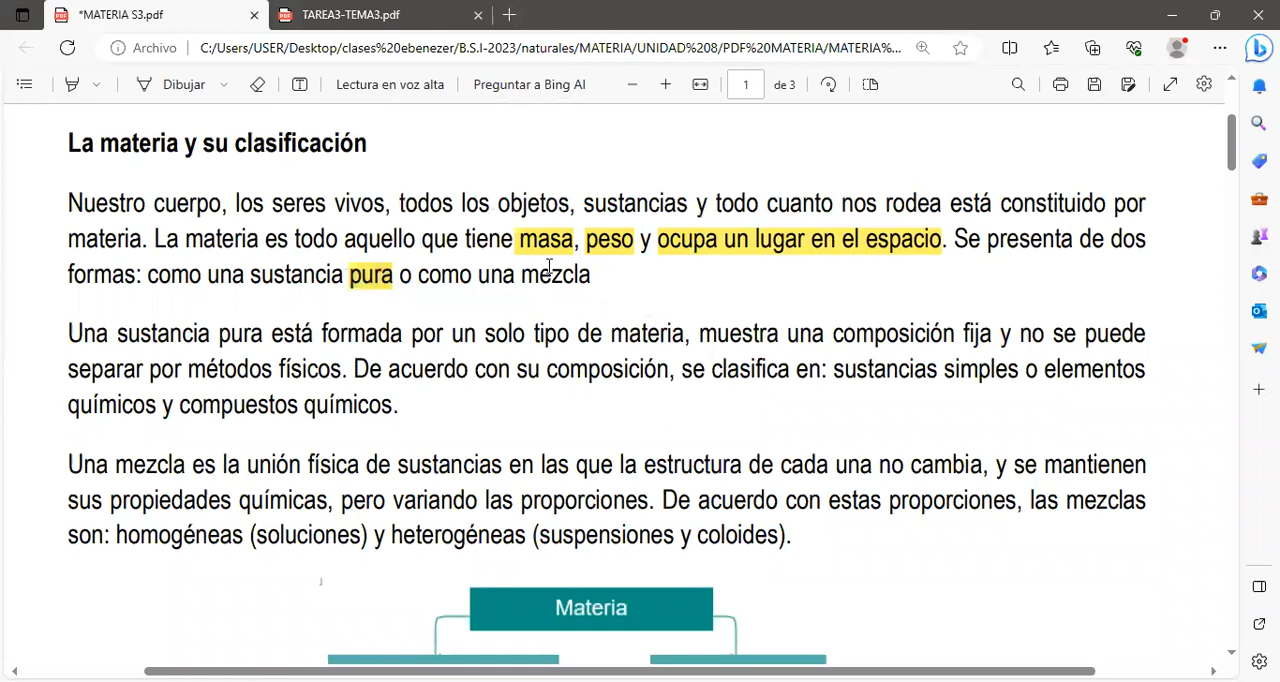 *MATERIA S3.pdf
TAREA3-TEMA3.pdf
Archivo
C:/Users/USER/Desktop/clases%20ebenezer/B.S.I-2023/naturales/MATERIA/UNIDAD%208/PDF%20MATERIA/MATERIA%...
Dibujar
Lectura en voz alta
Preguntar a Bing AI
1
de 3
La materia y su clasificación
Nuestro cuerpo, los seres vivos, todos los objetos, sustancias y todo cuanto nos rodea está constituido por
materia. La materia es todo aquello que tiene masa, peso y ocupa un lugar en el espacio. Se presenta de dos
formas: como una sustancia pura o como una mezcla
Una sustancia pura está formada por un solo tipo de materia, muestra una composición fija y no se puede
separar por métodos físicos. De acuerdo con su composición, se clasifica en: sustancias simples o elementos
químicos y compuestos químicos.
Una mezcla es la unión física de sustancias en las que la estructura de cada una no cambia, y se mantienen
sus propiedades químicas, pero variando las proporciones. De acuerdo con estas proporciones, las mezclas
son: homogéneas (soluciones) y heterogéneas (suspensiones y coloides).
Materia